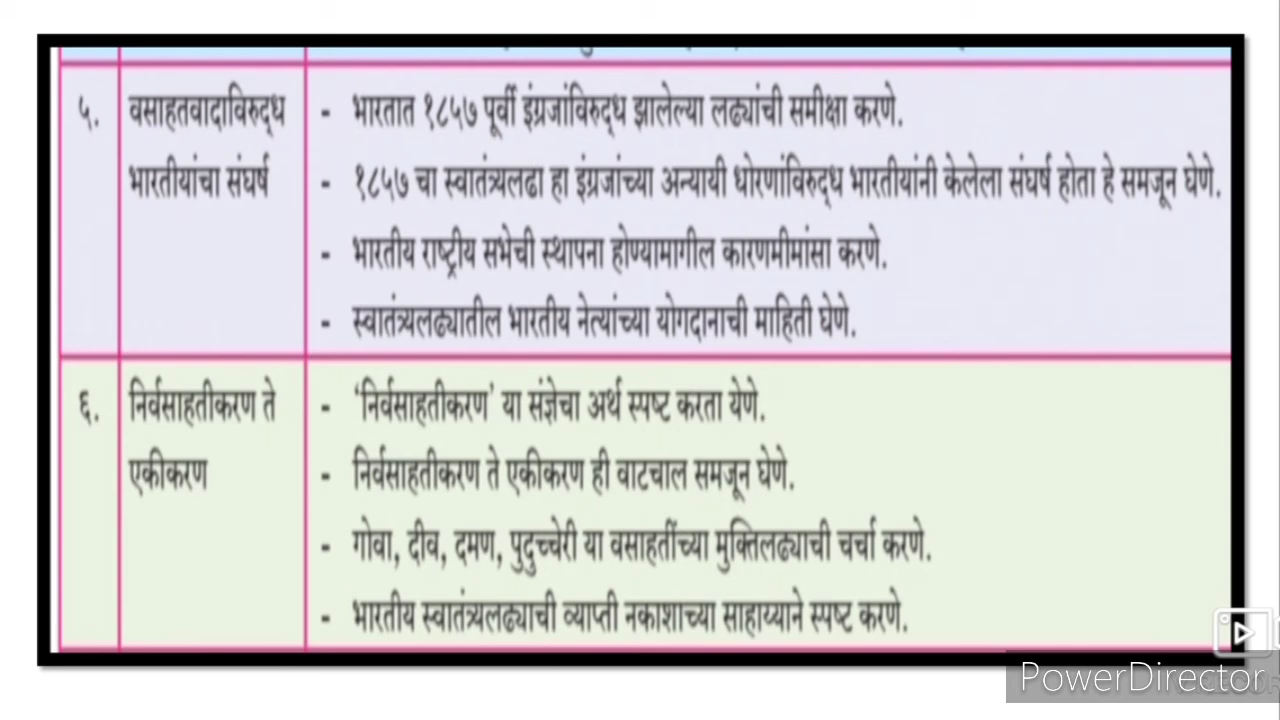 ५. वसाहतवादाविरुद्ध - भारतात १८५७ पूर्वी इंग्रजांविरुद्ध झालेल्या लढ्यांची समीक्षा करणे.
भारतीयांचा संघर्ष - १८५७ चा स्वातंत्र्यलढा हा इंग्रजांच्या अन्यायी धोरणांविरुद्ध भारतीयांनी केलेला संघर्ष होता हे समजून घेणे.
- भारतीय राष्ट्रीय सभेची स्थापना होण्यामागील कारणमीमांसा करणे.
- स्वातंत्र्यलढ्यातील भारतीय नेत्यांच्या योगदानाची माहिती घेणे.
६. निर्वसाहतीकरण ते - 'निर्वसाहतीकरण' या संज्ञेचा अर्थ स्पष्ट करता येणे.
एकीकरण - निर्वसाहतीकरण ते एकीकरण ही वाटचाल समजून घेणे.
- गोवा, दीव, दमण, पुदुच्चेरी या वसाहतींच्या मुक्तिलढ्याची चर्चा करणे.
- भारतीय स्वातंत्र्यलढ्याची व्याप्ती नकाशाच्या साहाय्याने स्पष्ट करणे.
PowerDirector